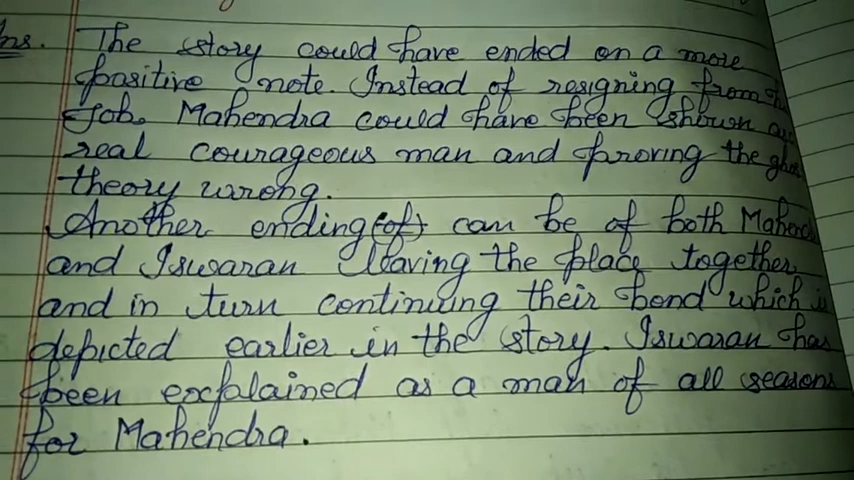 Ans. The story could have ended on a more
positive note. Instead of resigning from
Job. Mahendra could have been shown as
real courageous man and proving the
theory wrong.
Another ending (of) can be of both
and Iswaran leaving the place together
and in turn continuing their bond which is
depicted earlier in the story. Iswaran has
been explained as a man of all seasons
for Mahendra.